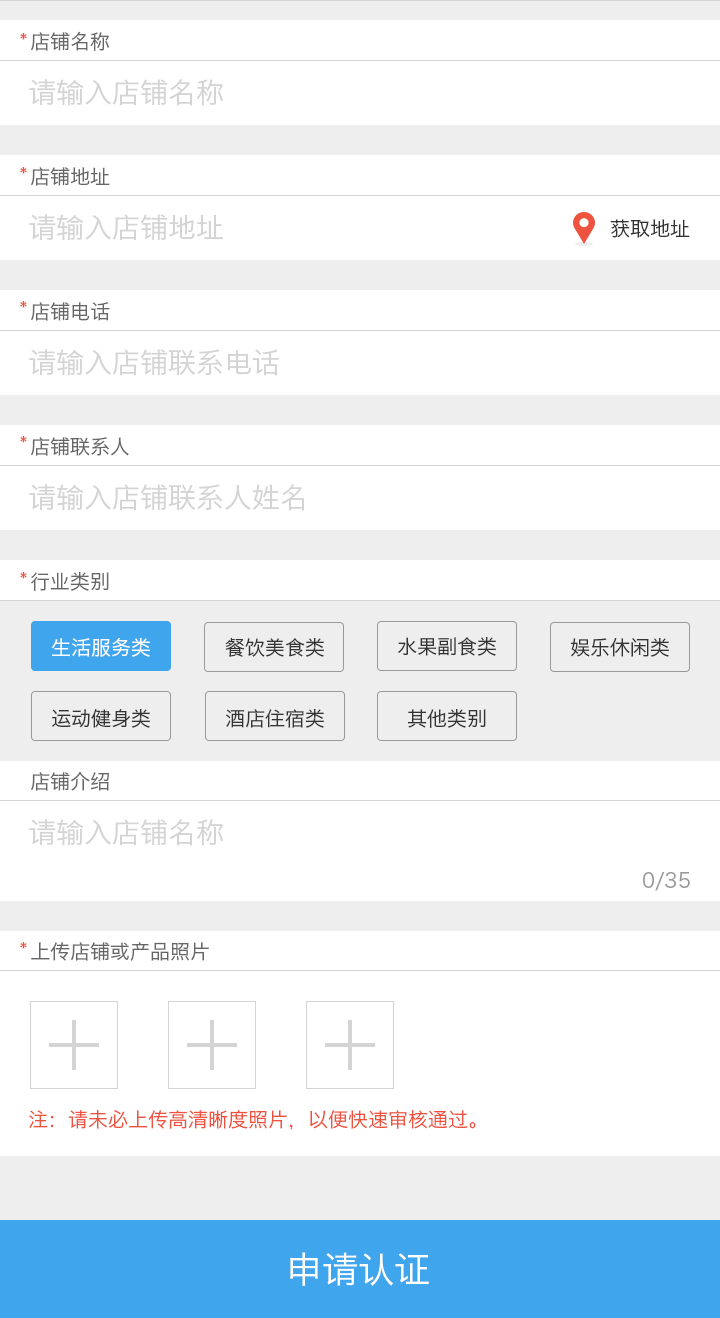 *店铺名称
请输入店铺名称
*店铺地址
请输入店铺地址 获取地址
*店铺电话
请输入店铺联系电话
*店铺联系人
请输入店铺联系人姓名
*行业类别
生活服务类 餐饮美食类 水果副食类 娱乐休闲类
运动健身类 酒店住宿类 其他类别
店铺介绍
请输入店铺名称
0/35
*上传店铺或产品照片
注：请未必上传高清晰度照片，以便快速审核通过。
申请认证